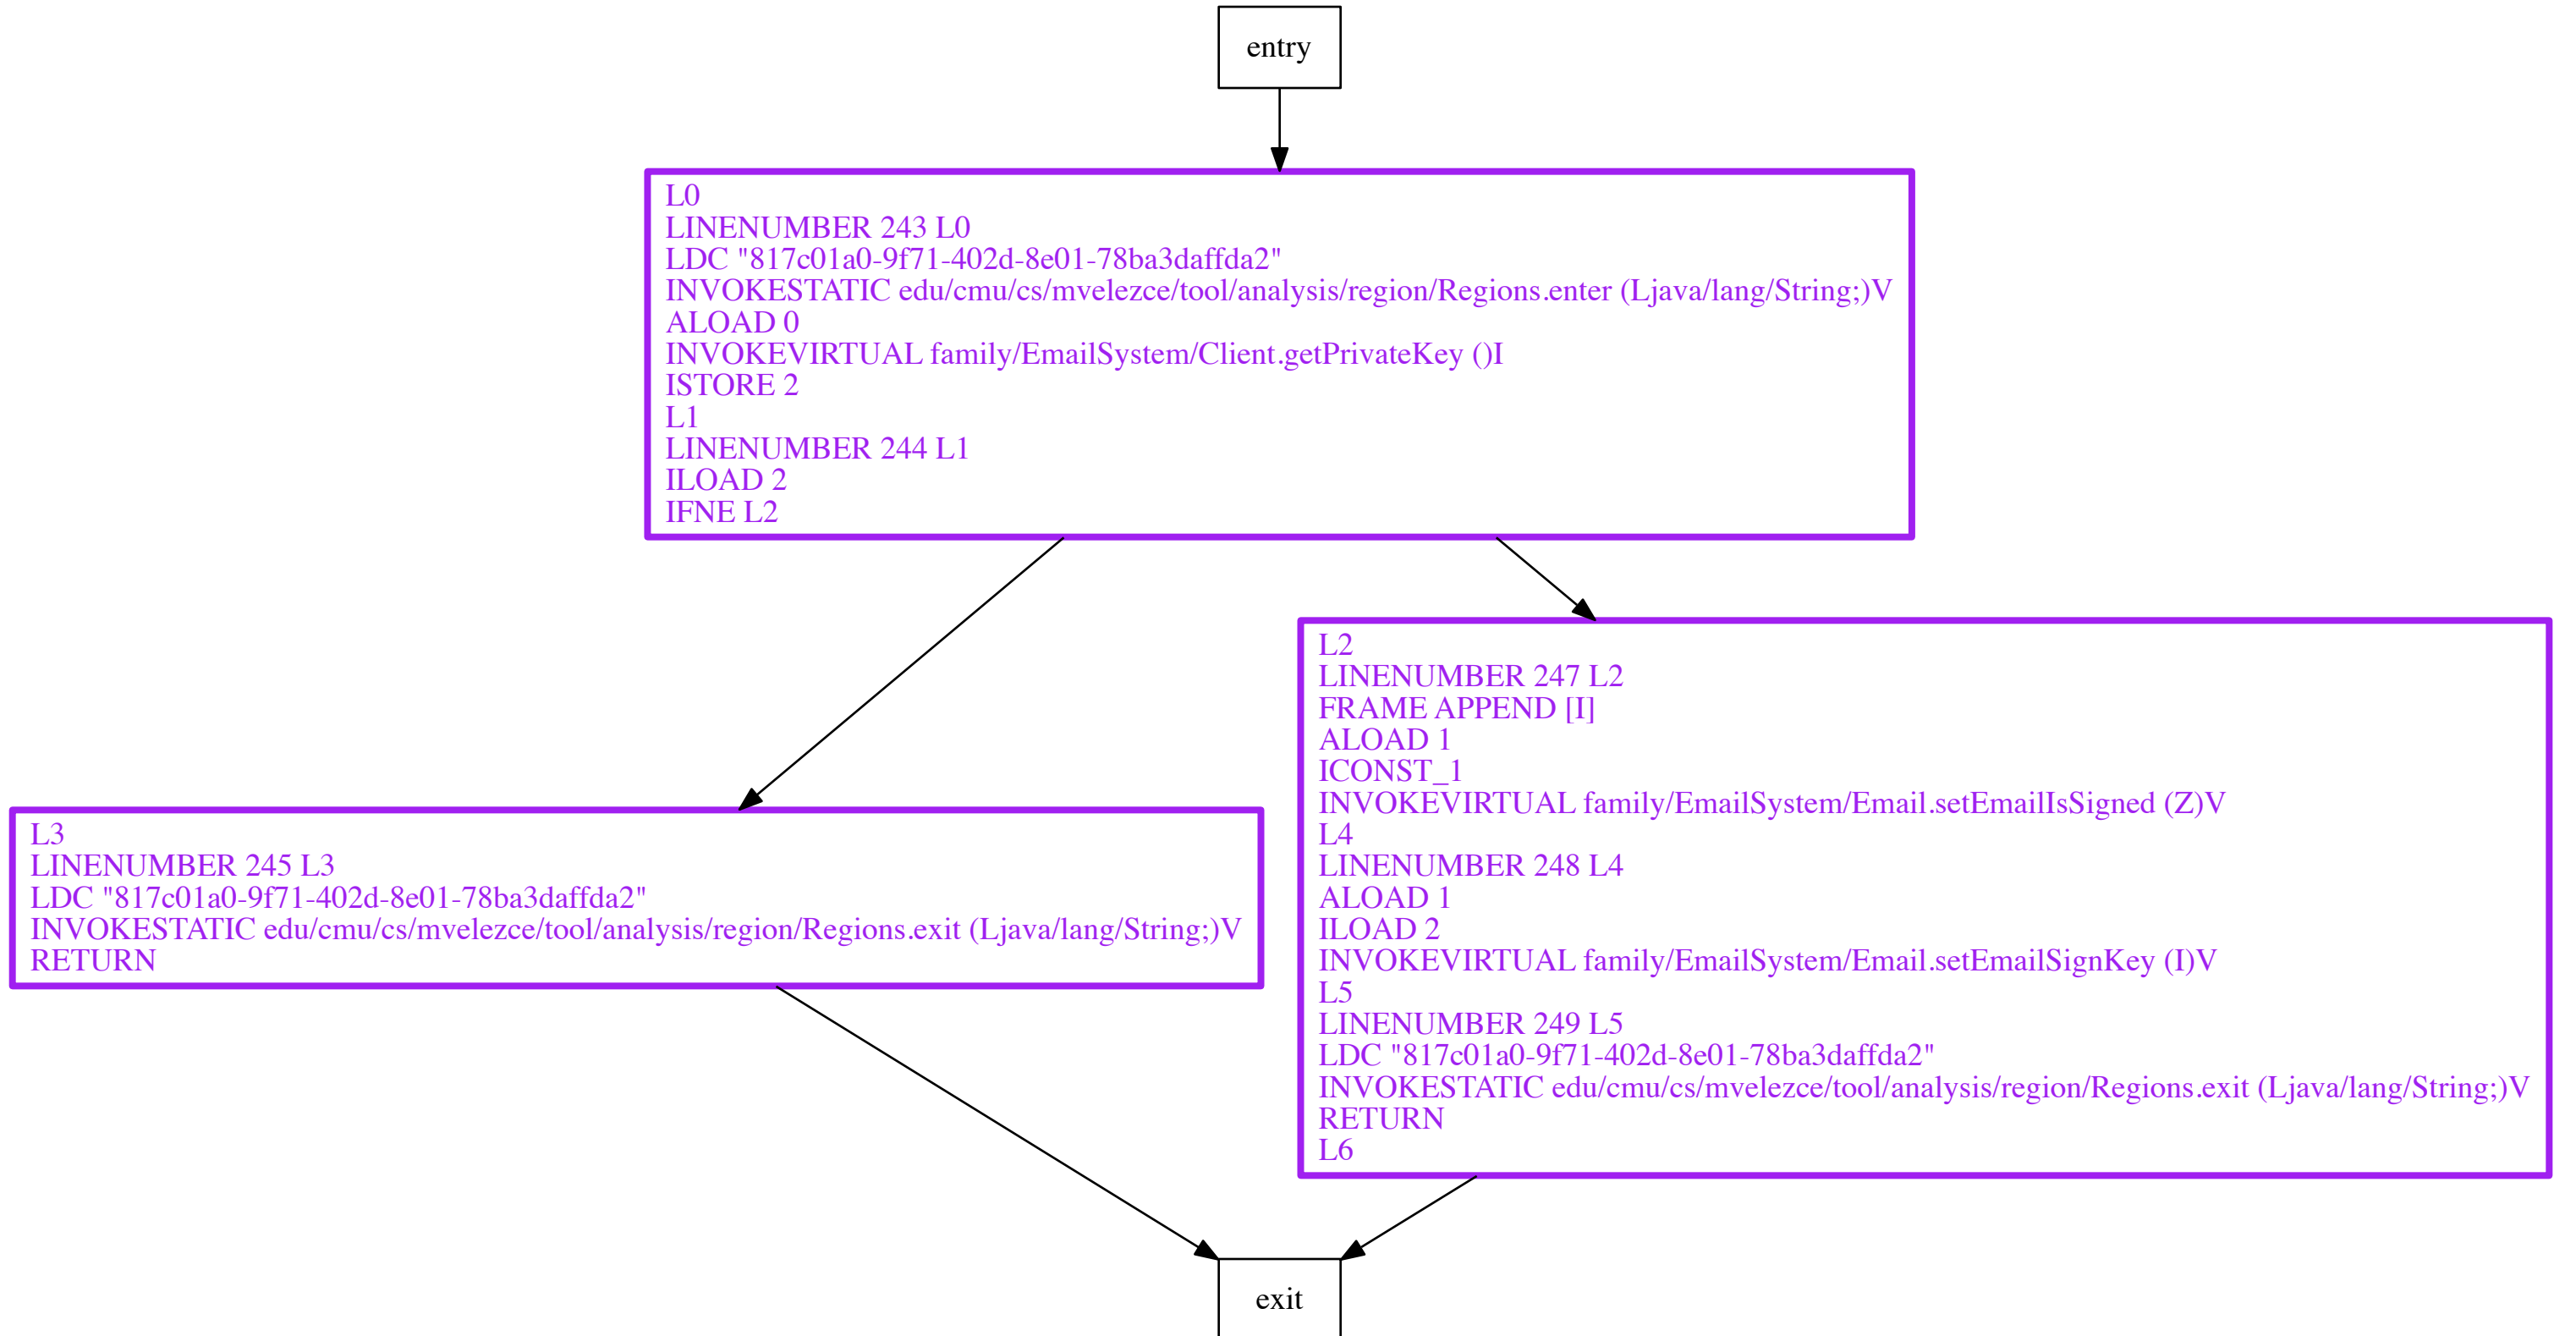 entry
L0
LINENUMBER 243 L0
LDC "817c01a0-9f71-402d-8e01-78ba3daffda2"
INVOKESTATIC edu/cmu/cs/mvelezce/tool/analysis/region/Regions.enter (Ljava/lang/String;)V
ALOAD 0
INVOKEVIRTUAL family/EmailSystem/Client.getPrivateKey ()I
ISTORE 2
L1
LINENUMBER 244 L1
ILOAD 2
IFNE L2
L3
LINENUMBER 245 L3
LDC "817c01a0-9f71-402d-8e01-78ba3daffda2"
INVOKESTATIC edu/cmu/cs/mvelezce/tool/analysis/region/Regions.exit (Ljava/lang/String;)V
RETURN
L2
LINENUMBER 247 L2
FRAME APPEND [I]
ALOAD 1
ICONST_1
INVOKEVIRTUAL family/EmailSystem/Email.setEmailIsSigned (Z)V
L4
LINENUMBER 248 L4
ALOAD 1
ILOAD 2
INVOKEVIRTUAL family/EmailSystem/Email.setEmailSignKey (I)V
L5
LINENUMBER 249 L5
LDC "817c01a0-9f71-402d-8e01-78ba3daffda2"
INVOKESTATIC edu/cmu/cs/mvelezce/tool/analysis/region/Regions.exit (Ljava/lang/String;)V
RETURN
L6
exit